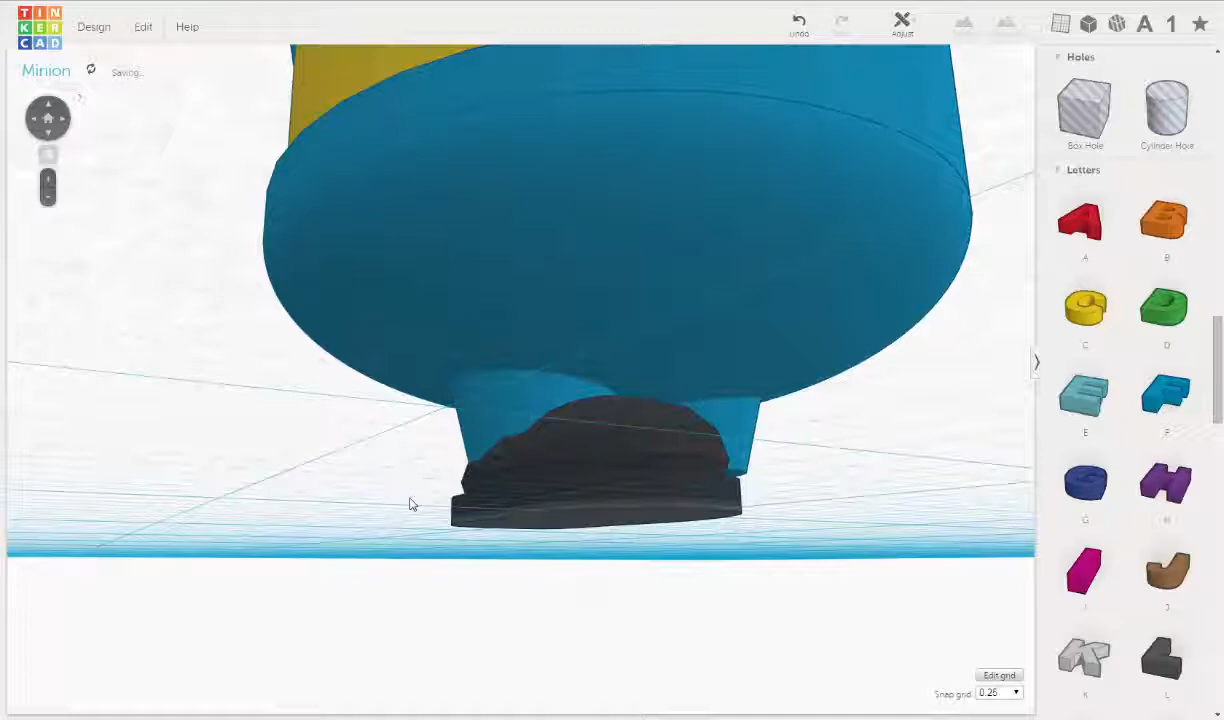 TIN
KER
CAD
Design
Edit
Help
Undo
Adjust
A 1
Minion
Saving...
?
Holes
Box Hole
Cylinder Hole
Letters
A
B
C
D
E
F
G
H
I
J
K
L
Edit grid
Snap grid
0.25